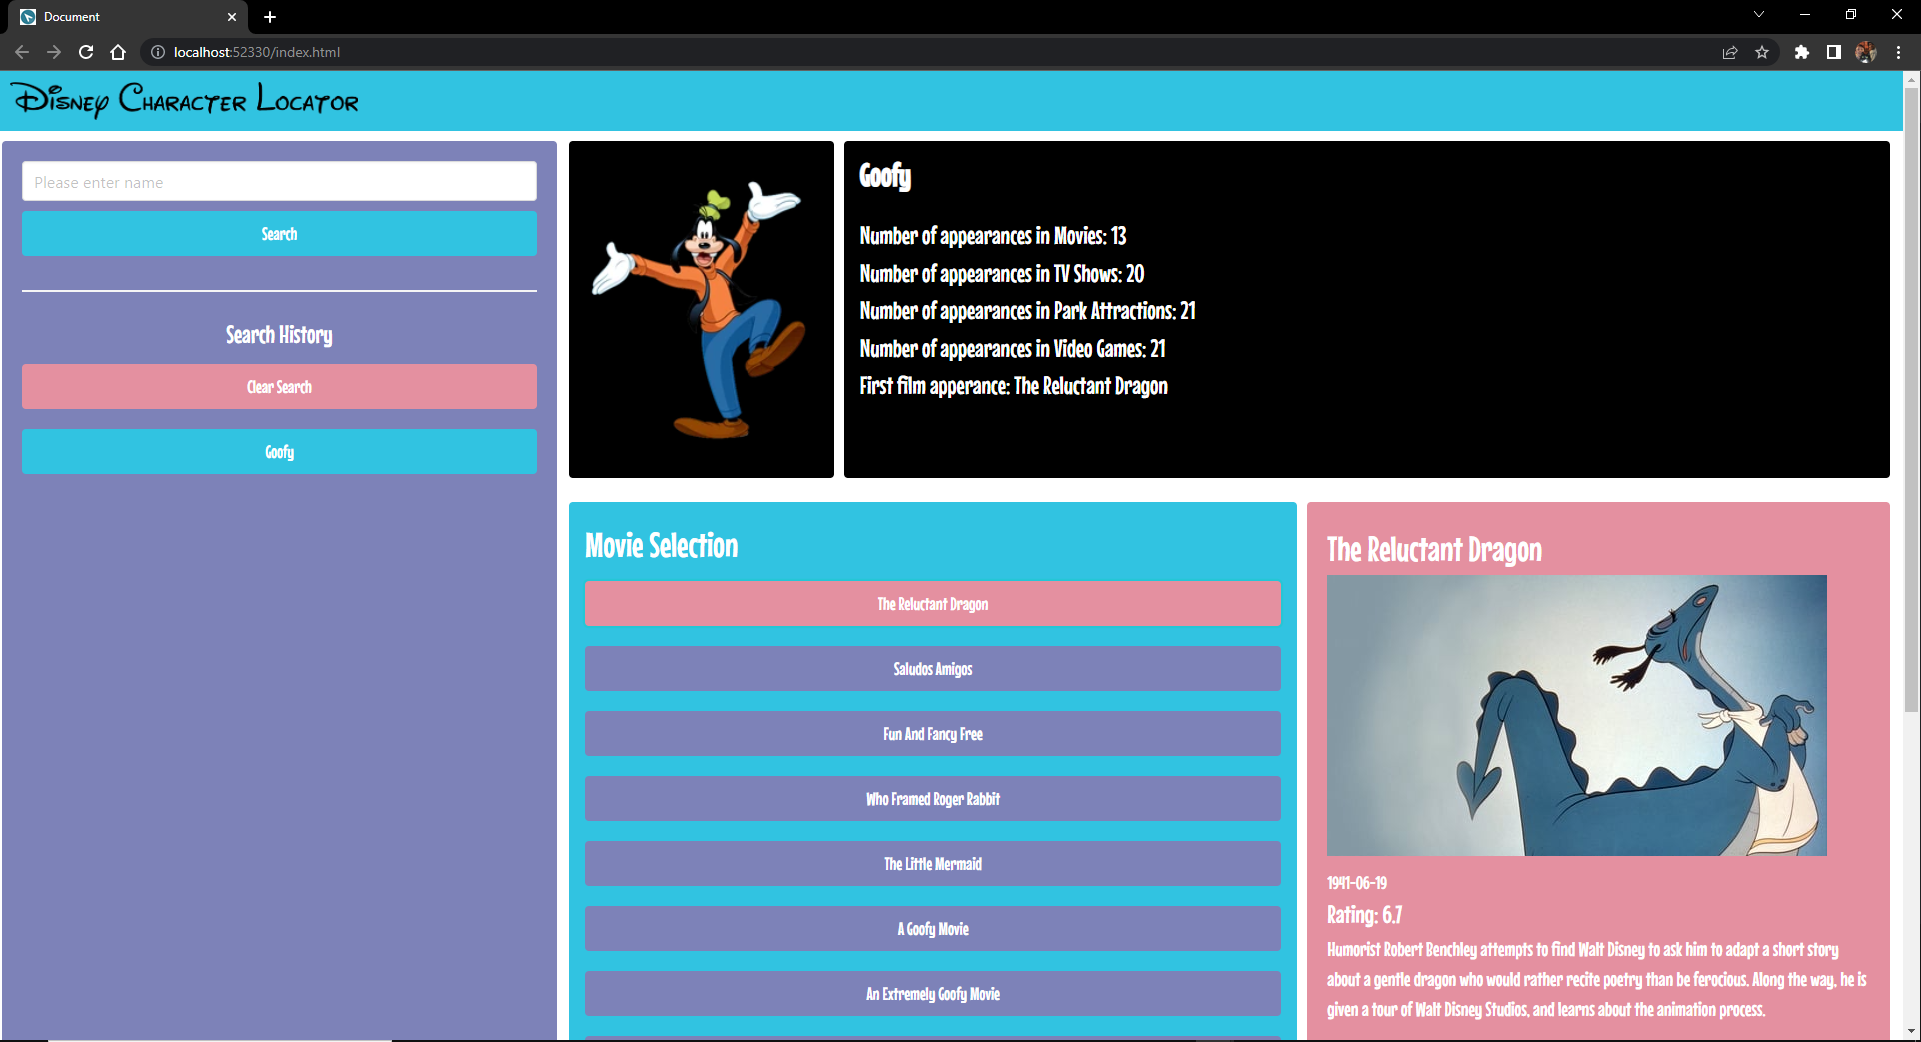 Document
localhost:52330/index.html
Disney Character Locator
Please enter name
Search
Search History
Clear Search
Goofy
Goofy
Number of appearances in Movies: 13
Number of appearances in TV Shows: 20
Number of appearances in Park Attractions: 21
Number of appearances in Video Games: 21
First film apperance: The Reluctant Dragon
Movie Selection
The Reluctant Dragon
Saludos Amigos
Fun And Fancy Free
Who Framed Roger Rabbit
The Little Mermaid
A Goofy Movie
An Extremely Goofy Movie
The Reluctant Dragon
1941-06-19
Rating: 6.7
Humorist Robert Benchley attempts to find Walt Disney to ask him to adapt a short story
about a gentle dragon who would rather recite poetry than be ferocious. Along the way, he is
given a tour of Walt Disney Studios, and learns about the animation process.